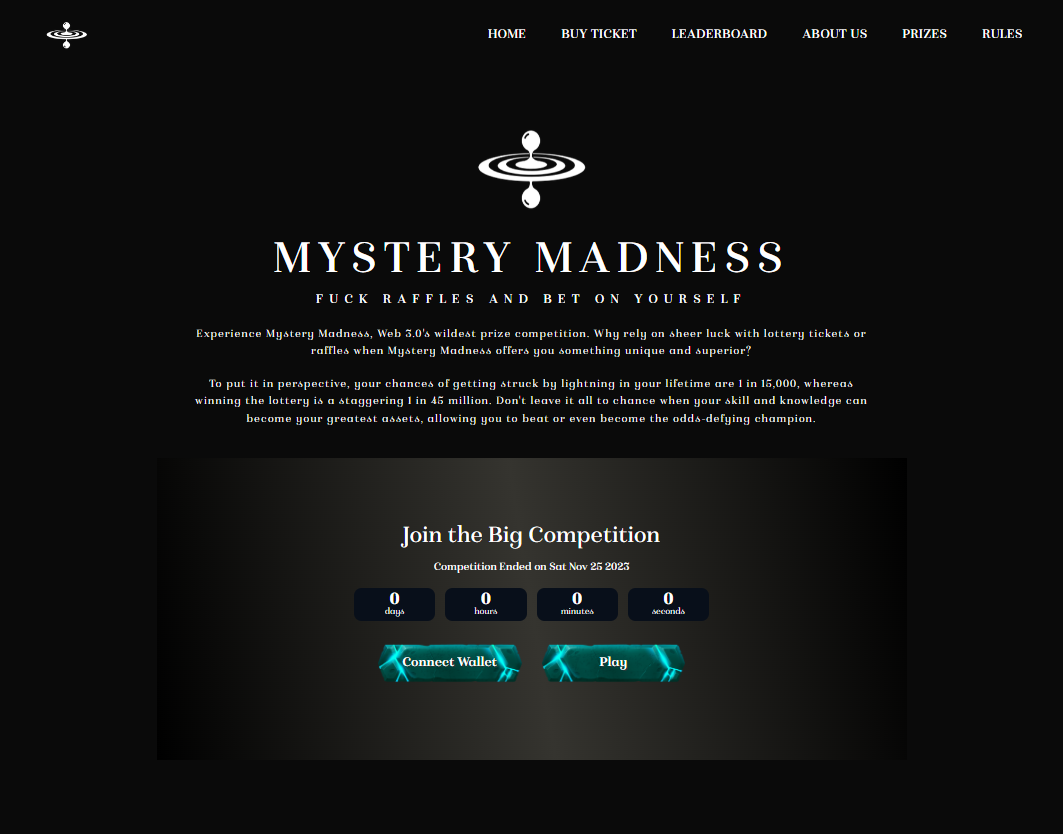 HOME BUY TICKET LEADERBOARD ABOUT US PRIZES RULES
MYSTERY MADNESS
FUCK RAFFLES AND BET ON YOURSELF
Experience Mystery Madness, Web 3.0's wildest prize competition. Why rely on sheer luck with lottery tickets or
raffles when Mystery Madness offers you something unique and superior?
To put it in perspective, your chances of getting struck by lightning in your lifetime are 1 in 15,000, whereas
winning the lottery is a staggering 1 in 45 million. Don't leave it all to chance when your skill and knowledge can
become your greatest assets, allowing you to beat or even become the odds-defying champion.
Join the Big Competition
Competition Ended on Sat Nov 25 2023
0 0 0 0
days hours minutes seconds
Connect Wallet Play